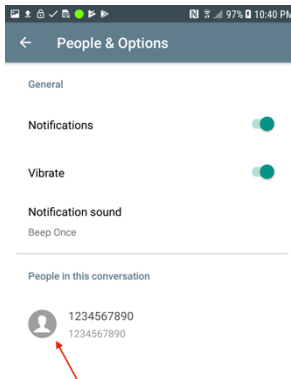 97% 10:40 PM
People & Options
General
Notifications
Vibrate
Notification sound
Beep Once
People in this conversation
1234567890
1234567890